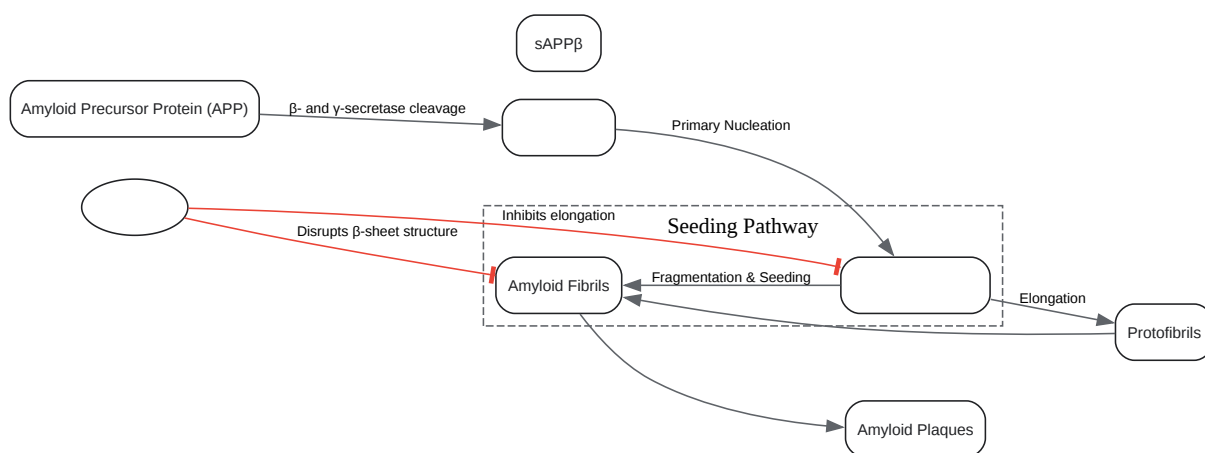 sAPPβ
Amyloid Precursor Protein (APP)
β- and γ-secretase cleavage
Primary Nucleation
Inhibits elongation
Seeding Pathway
Disrupts β-sheet structure
Amyloid Fibrils
Fragmentation & Seeding
Elongation
Protofibrils
Amyloid Plaques